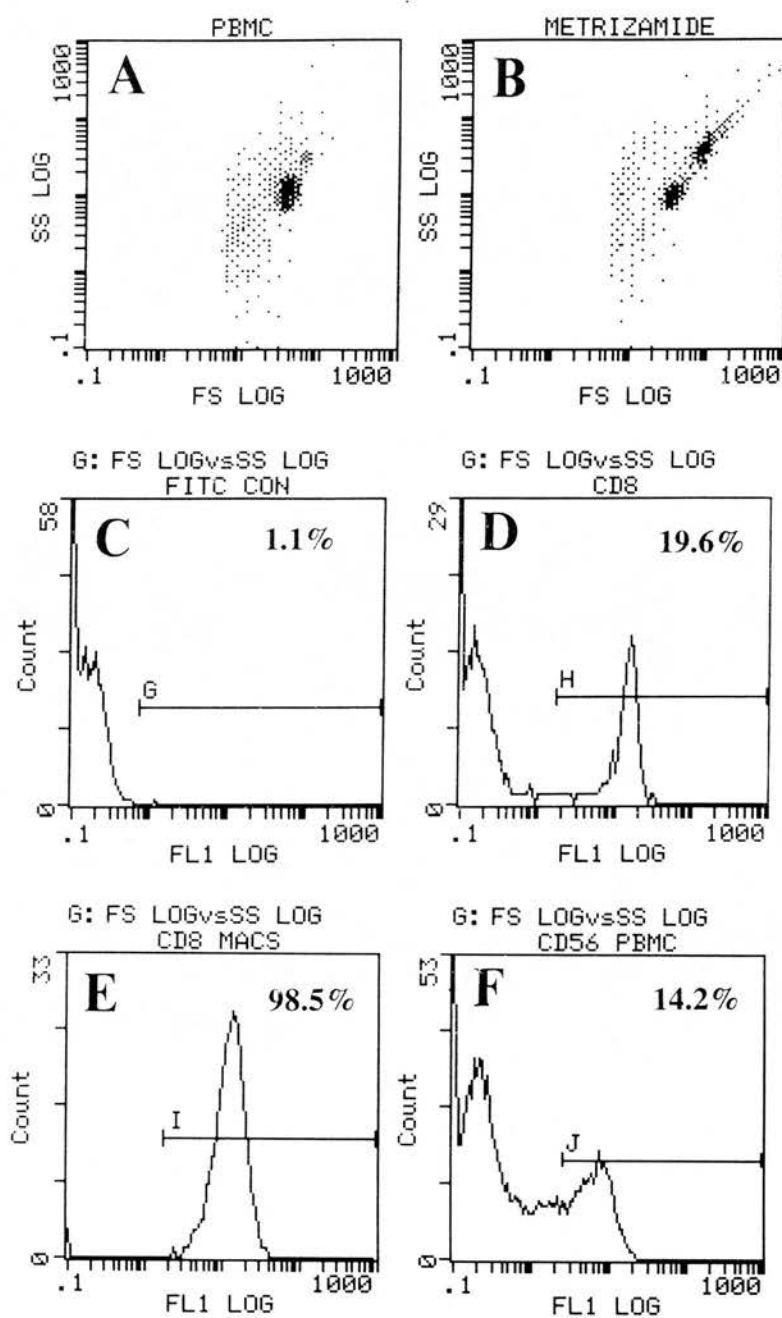 PBMC
A
1000
SS LOG
.1
.1 1000
FS LOG
METRIZAMIDE
B
1000
SS LOG
.1
.1 1000
FS LOG
G: FS LOGvsSS LOG
FITC CON
58
C
1.1%
Count
G
0
.1 1000
FL1 LOG
G: FS LOGvsSS LOG
CD8
29
D
19.6%
Count
H
0
.1 1000
FL1 LOG
G: FS LOGvsSS LOG
CD8 MACS
33
E
98.5%
Count
I
0
.1 1000
FL1 LOG
G: FS LOGvsSS LOG
CD56 PBMC
53
F
14.2%
Count
J
0
.1 1000
FL1 LOG